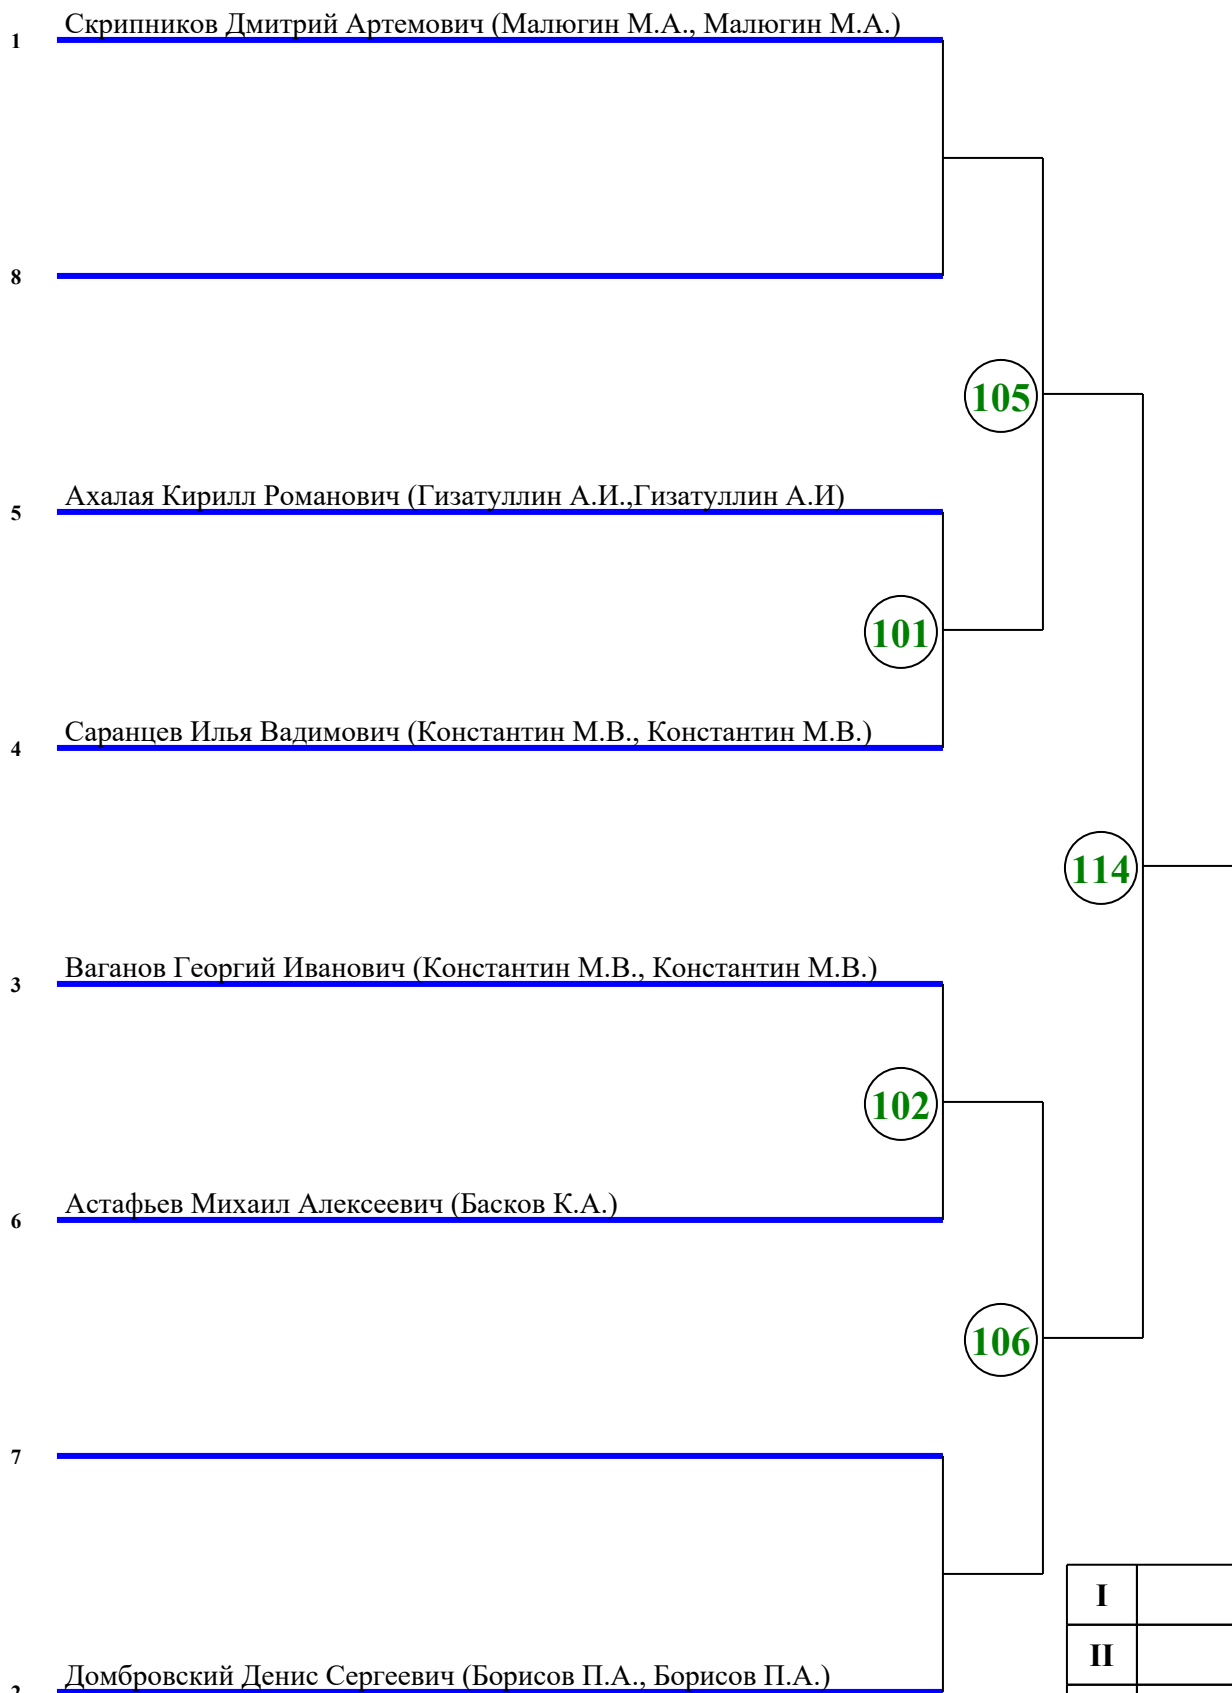 Скрипников Дмитрий Артемович (Малюгин М.А., Малюгин М.А.)
1
8
105
Ахалая Кирилл Романович (Гизатуллин А.И.,Гизатуллин А.И)
5
101
Саранцев Илья Вадимович (Константин М.В., Константин М.В.)
4
114
Ваганов Георгий Иванович (Константин М.В., Константин М.В.)
3
102
Астафьев Михаил Алексеевич (Басков К.А.)
6
106
7
I
II
Домбровский Денис Сергеевич (Борисов П.А., Борисов П.А.)
2